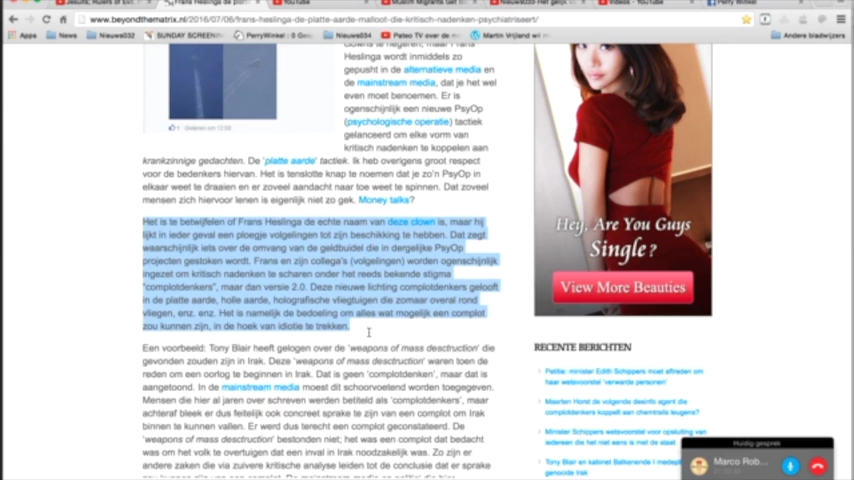 YouTube
Videos - YouTube
Perry Winkel
www.beyondthematrix.nl/2016/07/06/frans-heslinga-de-platte-aarde-malloot-die-kritisch-nadenken-psychiatriseert/
Apps
News
Nieuws032
SUNDAY SCREENIN
PerryWinkel : 0 Ge
Nieuws034
Pateo TV over de m
Martin Vrijland wi
Andere bladwijzers
Heslinga wordt inmiddels zo
gepusht in de alternatieve media en
de mainstream media, dat je het wel
even moet benoemen. Er is
ogenschijnlijk een nieuwe PsyOp
(psychologische operatie) tactiek
gelanceerd om elke vorm van
kritisch nadenken te koppelen aan
krankzinnige gedachten. De 'platte aarde' tactiek. Ik heb overigens groot respect
voor de bedenkers hiervan. Het is tenslotte knap te noemen dat je zo'n PsyOp in
elkaar weet te draaien en er zoveel aandacht naar toe weet te spinnen. Dat zoveel
mensen zich hiervoor lenen is eigenlijk niet zo gek. Money talks?
Het is te betwijfelen of Frans Heslinga de echte naam van deze clown is, maar hij
lijkt in ieder geval een ploegje volgelingen tot zijn beschikking te hebben. Dat zegt
waarschijnlijk iets over de omvang van de geldbuidel die in dergelijke PsyOp
projecten gestoken wordt. Frans en zijn collega's (volgelingen) worden ogenschijnlijk
ingezet om kritisch nadenken te scharen onder het reeds bekende stigma
"complotdenkers", maar dan versie 2.0. Deze nieuwe lichting complotdenkers gelooft
in de platte aarde, holle aarde, holografische vliegtuigen die zomaar overal rond
vliegen, enz. enz. Het is namelijk de bedoeling om alles wat mogelijk een complot
zou kunnen zijn, in de hoek van idiotie te trekken.
Een voorbeeld: Tony Blair heeft gelogen over de 'weapons of mass desctruction' die
gevonden zouden zijn in Irak. Deze 'weapons of mass desctruction' waren toen de
reden om een oorlog te beginnen in Irak. Dat is geen 'complotdenken', maar dat is
aangetoond. In de mainstream media moest dit schoorvoetend worden toegegeven.
Mensen die hier al jaren over schreven werden betiteld als 'complotdenkers', maar
achteraf bleek er dus feitelijk ook concreet sprake te zijn van een complot om Irak
binnen te kunnen vallen. Er werd dus terecht een complot geconstateerd. De
'weapons of mass desctruction' bestonden niet; het was een complot dat bedacht
was om het volk te overtuigen dat een inval in Irak noodzakelijk was. Zo zijn er
andere zaken die via zuivere kritische analyse leiden tot de conclusie dat er sprake
Hey, Are You Guys
Single?
View More Beauties
RECENTE BERICHTEN
Petitie: minister Edith Schippers moet aftreden om
haar wetsvoorstel 'verwarde personen'
Maarten Horst de volgende desinfo agent die
complotdenkers koppelt aan chemtrails leugens?
Minister Schippers wetsvoorstel voor opsluiting van
iedereen die het niet eens is met de staat
Tony Blair en kabinet Balkenende I medepl
genocide Irak
Huidig gesprek
Marco Rob...